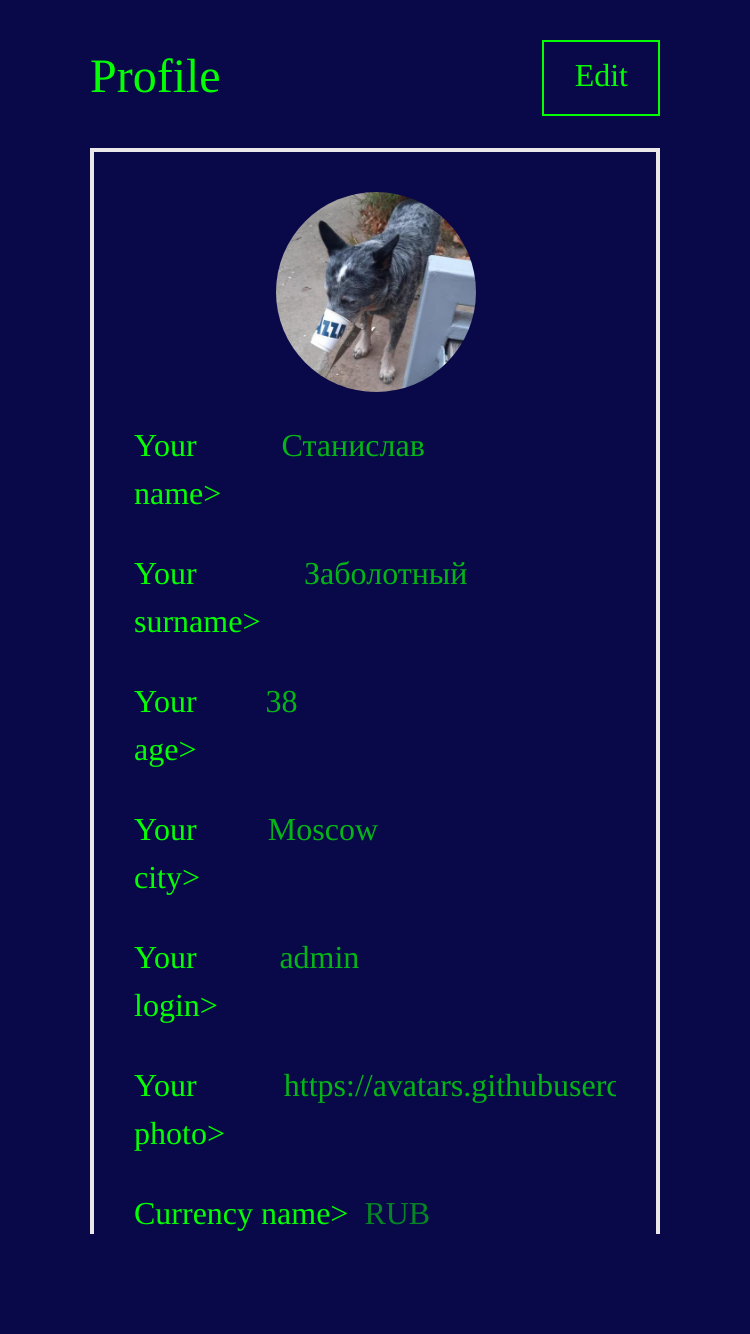 Profile
Edit
Your name> Станислав
Your surname> Заболотный
Your age> 38
Your city> Moscow
Your login> admin
Your photo> https://avatars.githubuserc
Currency name> RUB